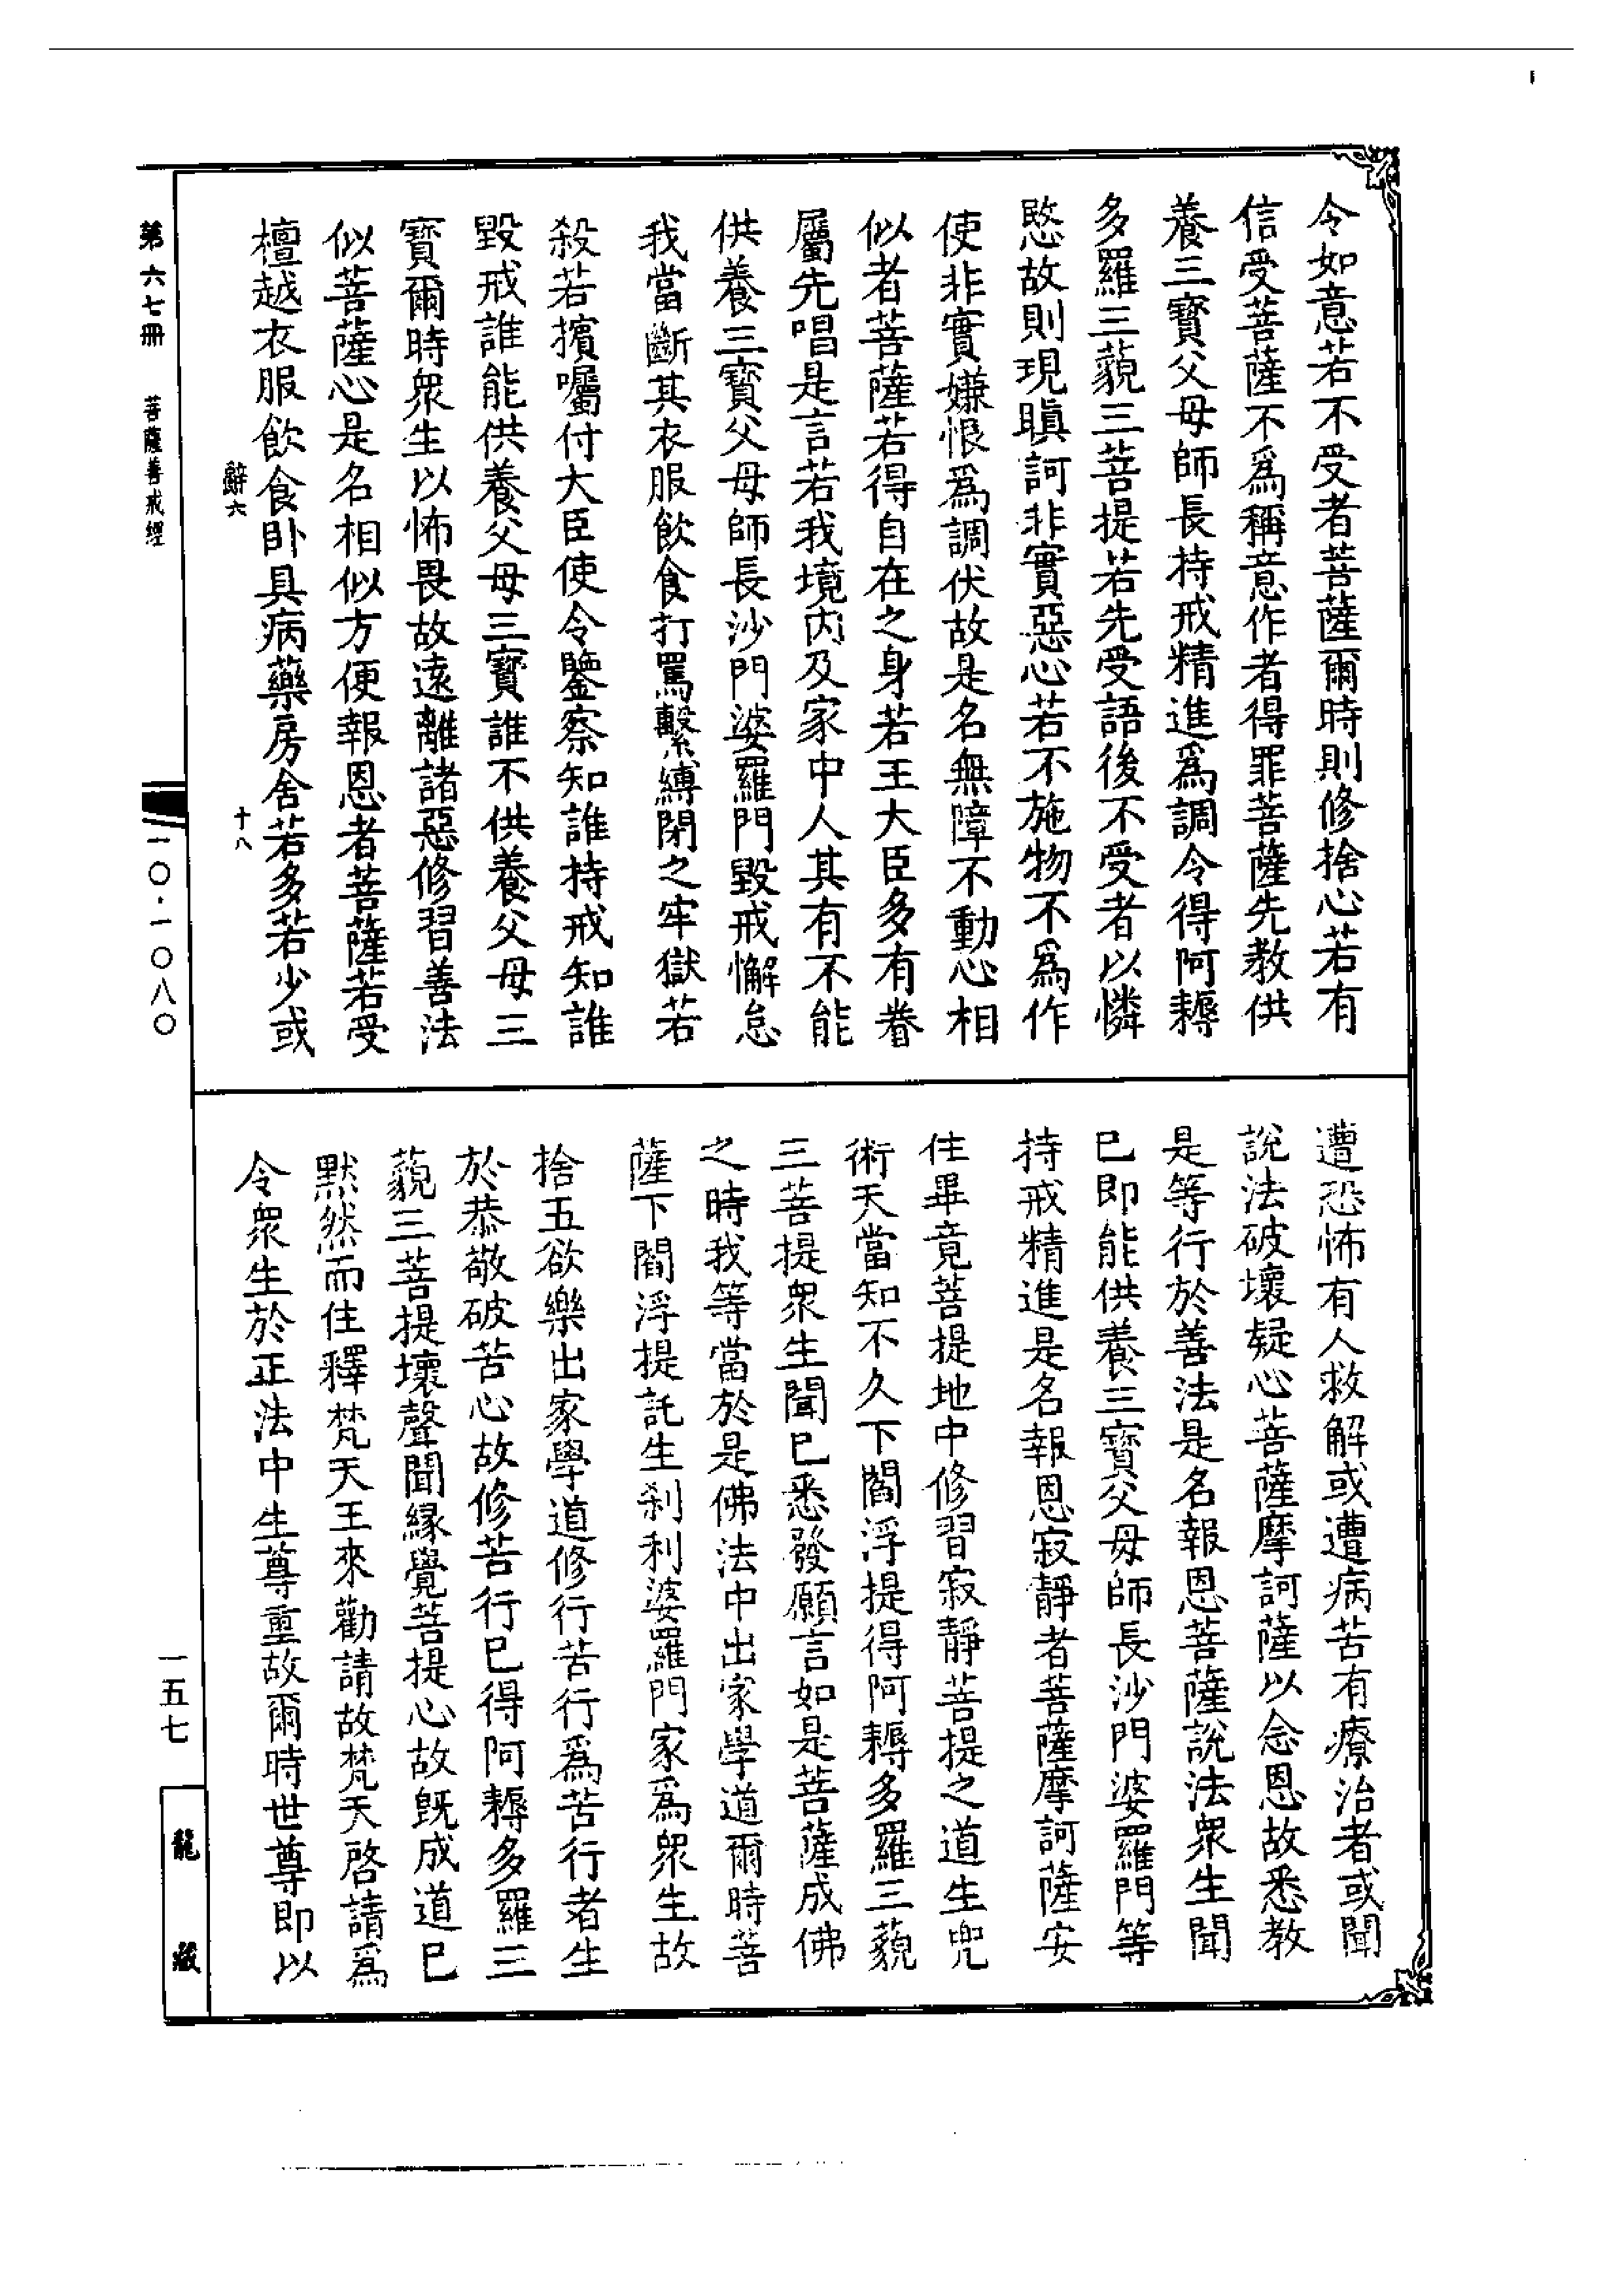 令如意若不受者菩薩爾時則修捨心若有
信受菩薩不爲稱意作者得罪菩薩先教供
養三寳父母師長持戒精進爲調令得阿耨
多羅三藐三菩提若先受語後不受者以憐
愍故則現瞋訶非實惡心若不施物不爲作
使非實嫌恨爲調伏故是名無障不動心相
似者菩薩若得自在之身若王大臣多有眷
屬先唱是言若我境内及家中人其有不能
供養三寳父母師長沙門婆羅門毀戒懈怠
我當斷其衣服飲食打罵繫縛閉之牢獄若
殺若擯囑付大臣使令鑒察知誰持戒知誰
毀戒誰能供養父母三寳誰不供養父母三
寳爾時衆生以怖畏故遠離諸惡修習善法
似菩薩心是名相似方便報恩者菩薩若受
檀越衣服飲食卧具病藥房舍若多若少或
遭恐怖有人救解或遭病苦有療治者或聞
說法破壞疑心菩薩摩訶薩以念恩故悉教
是等行於善法是名報恩菩薩說法衆生聞
已即能供養三寳父母師長沙門婆羅門等
持戒精進是名報恩寂靜者菩薩摩訶薩安
住畢竟菩提地中修習寂靜菩提之道生兜
術天當知不久下閻浮提得阿耨多羅三藐
三菩提衆生聞已悉發願言如是菩薩成佛
之時我等當於是佛法中出家學道爾時菩
薩下閻浮提託生刹利婆羅門家爲衆生故
捨五欲樂出家學道修行苦行爲苦行者生
於恭敬破苦心故修苦行已得阿耨多羅三
藐三菩提壞聲聞緣覺菩提心故既成道已
默然而住釋梵天王來勸請故梵天啓請爲
令衆生於正法中生尊重故爾時世尊即以
第六七冊 菩薩善戒經
辭六 十八
一〇·一〇八〇
一五七
龍藏